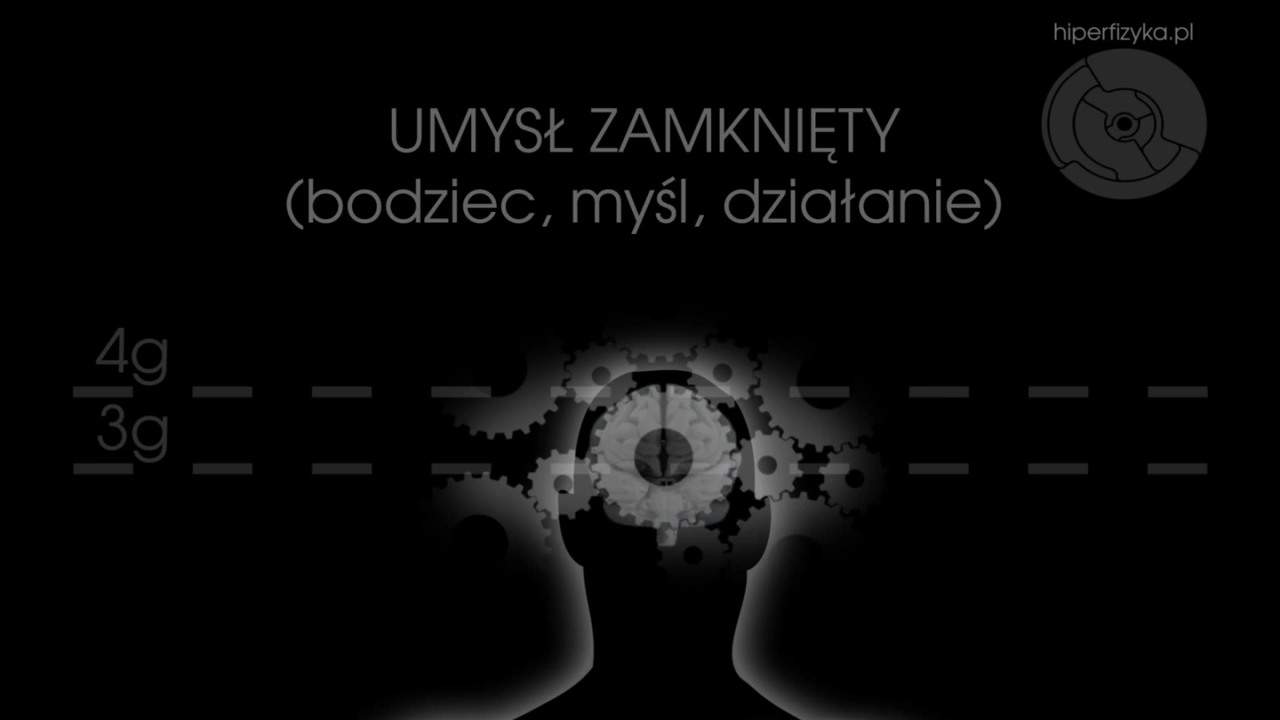 hiperfizyka.pl
UMYSŁ ZAMKNIĘTY
(bodziec, myśl, działanie)
4g
3g